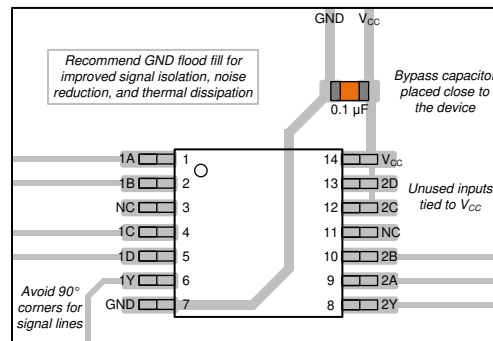 GND V_CC
Recommend GND flood fill for
improved signal isolation, noise
reduction, and thermal dissipation
Bypass capacitor
placed close to
the device
0.1 µF
1A 1 14 V_CC
1B 2 13 2D
NC 3 12 2C
1C 4 11 NC
1D 5 10 2B
1Y 6 9 2A
GND 7 8 2Y
Unused inputs
tied to V_CC
Avoid 90°
corners for
signal lines